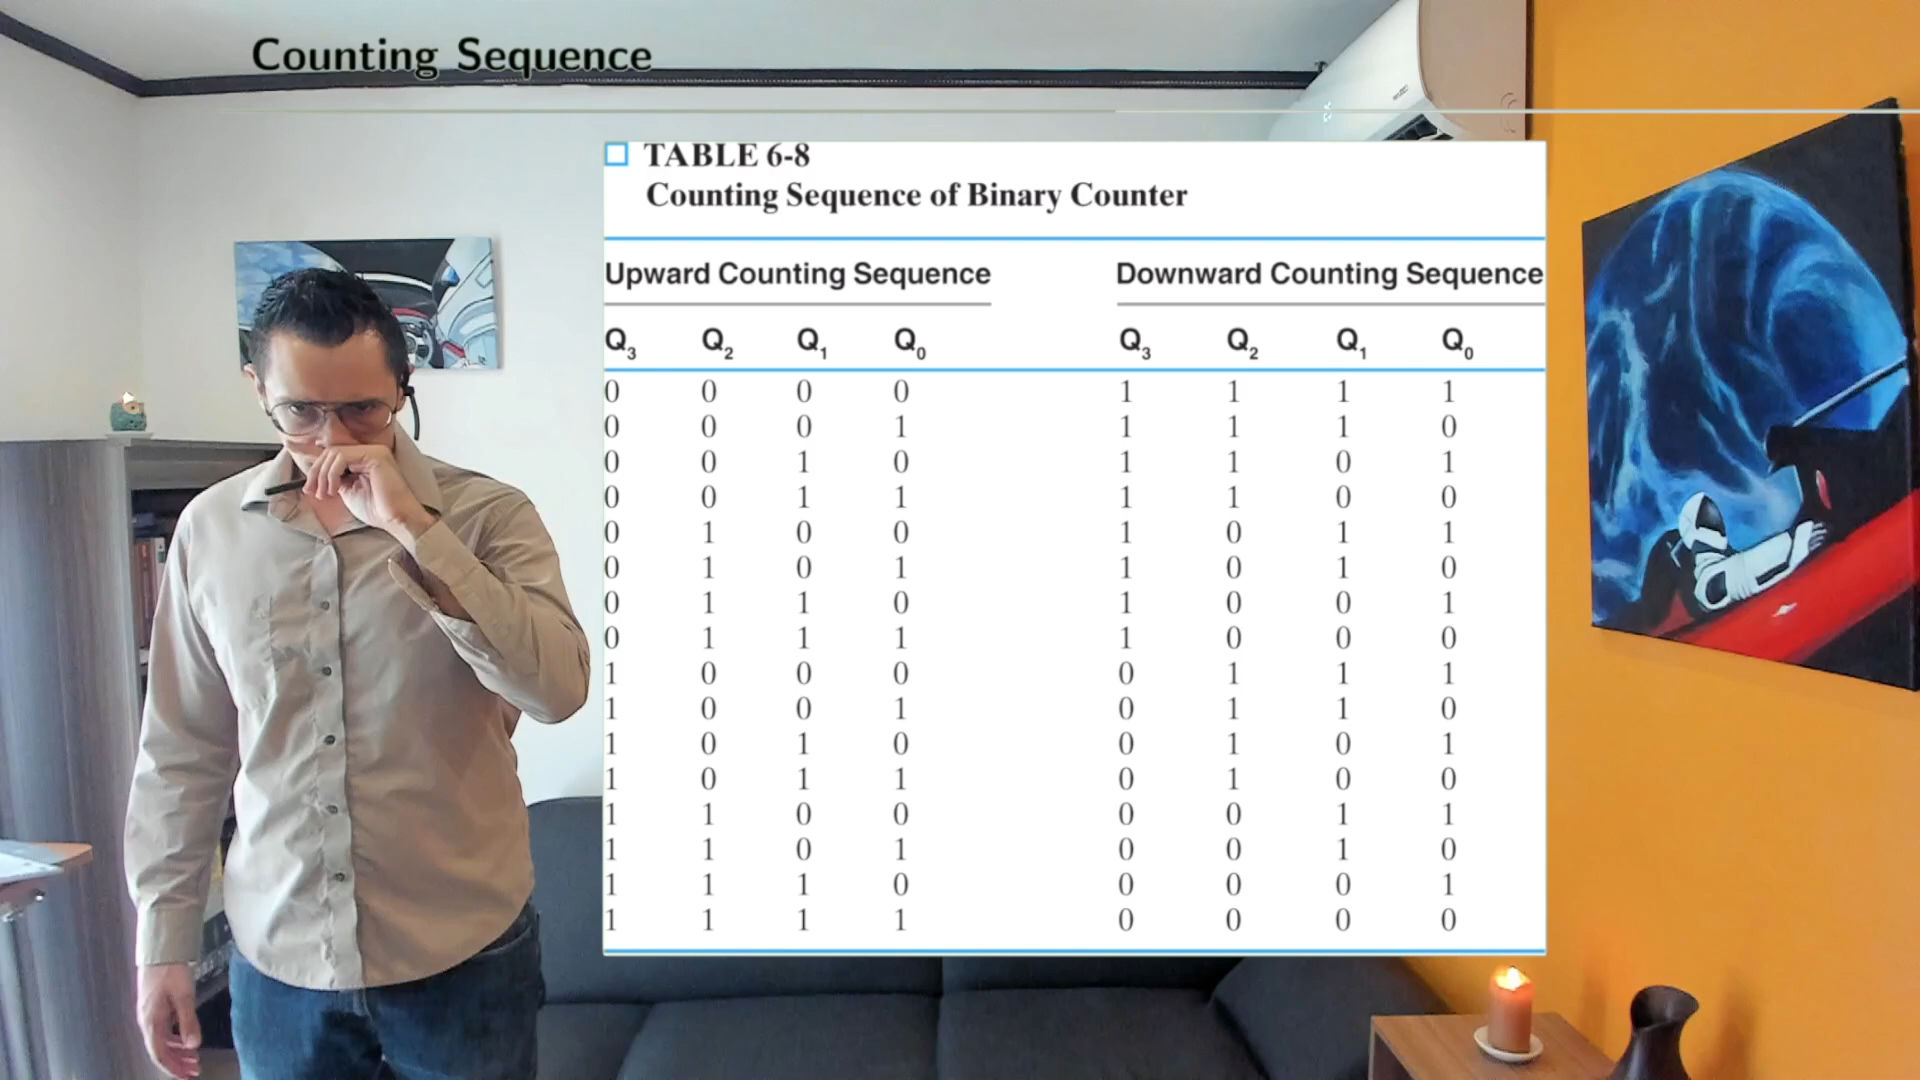 Counting Sequence
TABLE 6-8
Counting Sequence of Binary Counter
Upward Counting Sequence Downward Counting Sequence
Q3 Q2 Q1 Q0 Q3 Q2 Q1 Q0
0 0 0 0 1 1 1 1
0 0 0 1 1 1 1 0
0 0 1 0 1 1 0 1
0 0 1 1 1 1 0 0
0 1 0 0 1 0 1 1
0 1 0 1 1 0 1 0
0 1 1 0 1 0 0 1
0 1 1 1 1 0 0 0
1 0 0 0 0 1 1 1
1 0 0 1 0 1 1 0
1 0 1 0 0 1 0 1
1 0 1 1 0 1 0 0
1 1 0 0 0 0 1 1
1 1 0 1 0 0 1 0
1 1 1 0 0 0 0 1
1 1 1 1 0 0 0 0